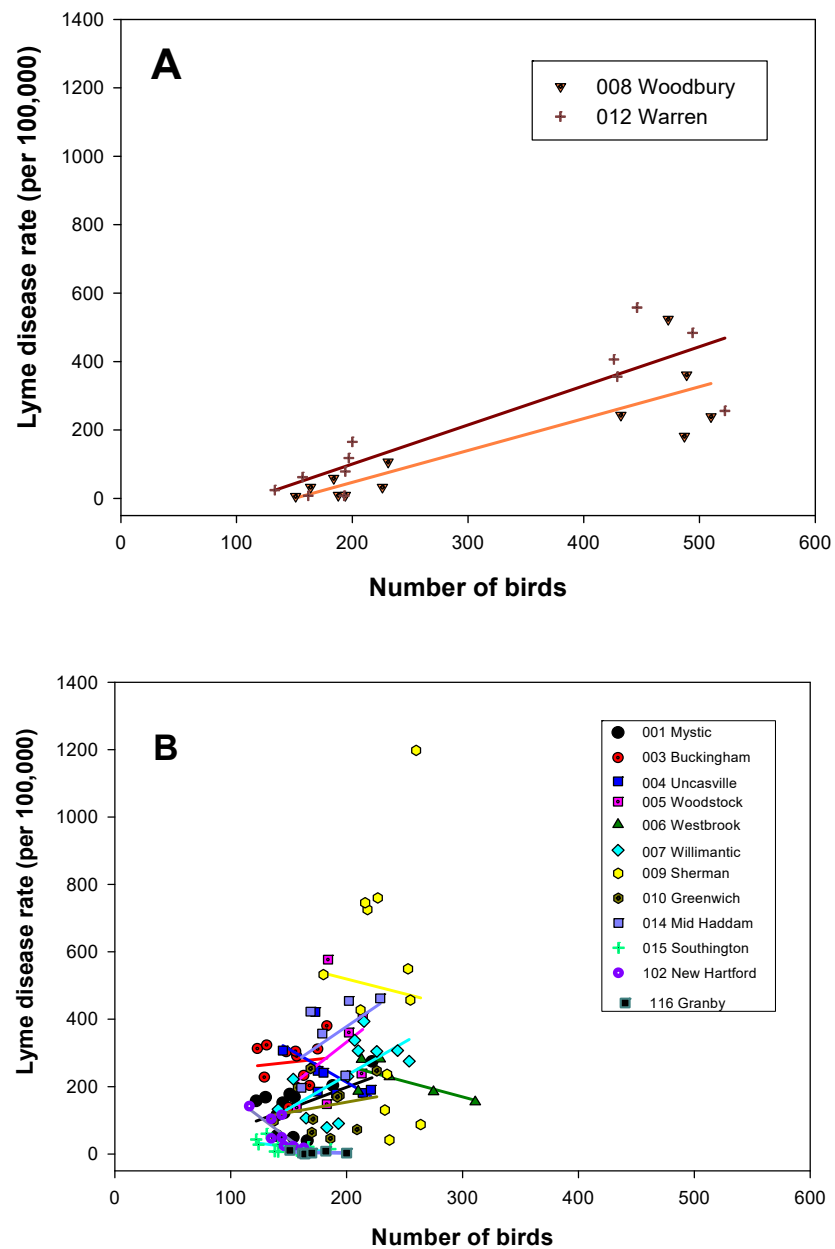 1400
A
008 Woodbury
012 Warren
1200
1000
800
600
400
200
0
Lyme disease rate (per 100,000)
0 100 200 300 400 500 600
Number of birds
1400
B
001 Mystic
003 Buckingham
004 Uncasville
005 Woodstock
006 Westbrook
007 Willimantic
009 Sherman
010 Greenwich
014 Mid Haddam
015 Southington
102 New Hartford
116 Granby
1200
1000
800
600
400
200
0
Lyme disease rate (per 100,000)
0 100 200 300 400 500 600
Number of birds